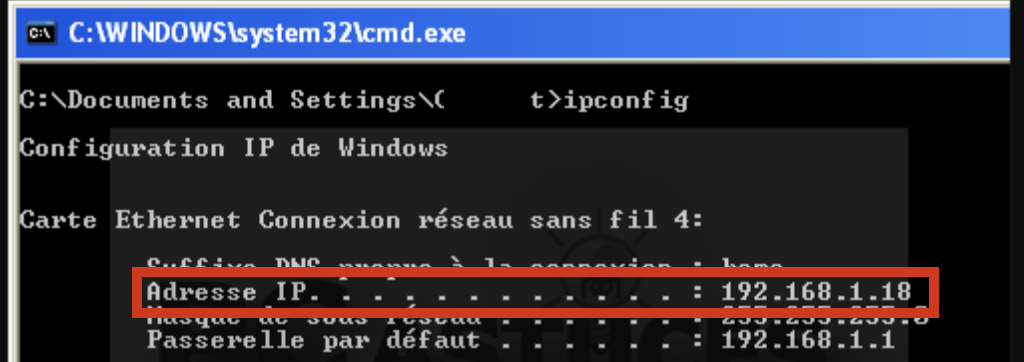 C:\WINDOWS\system32\cmd.exe
C:\Documents and Settings\( t>ipconfig
Configuration IP de Windows
Carte Ethernet Connexion réseau sans fil 4:
Suffixe DNS propre à la connexion : home
Adresse IP. . . . . . . . . . . . : 192.168.1.18
Masque de sous réseau . . . . . . : 255.255.255.0
Passerelle par défaut . . . . . . : 192.168.1.1